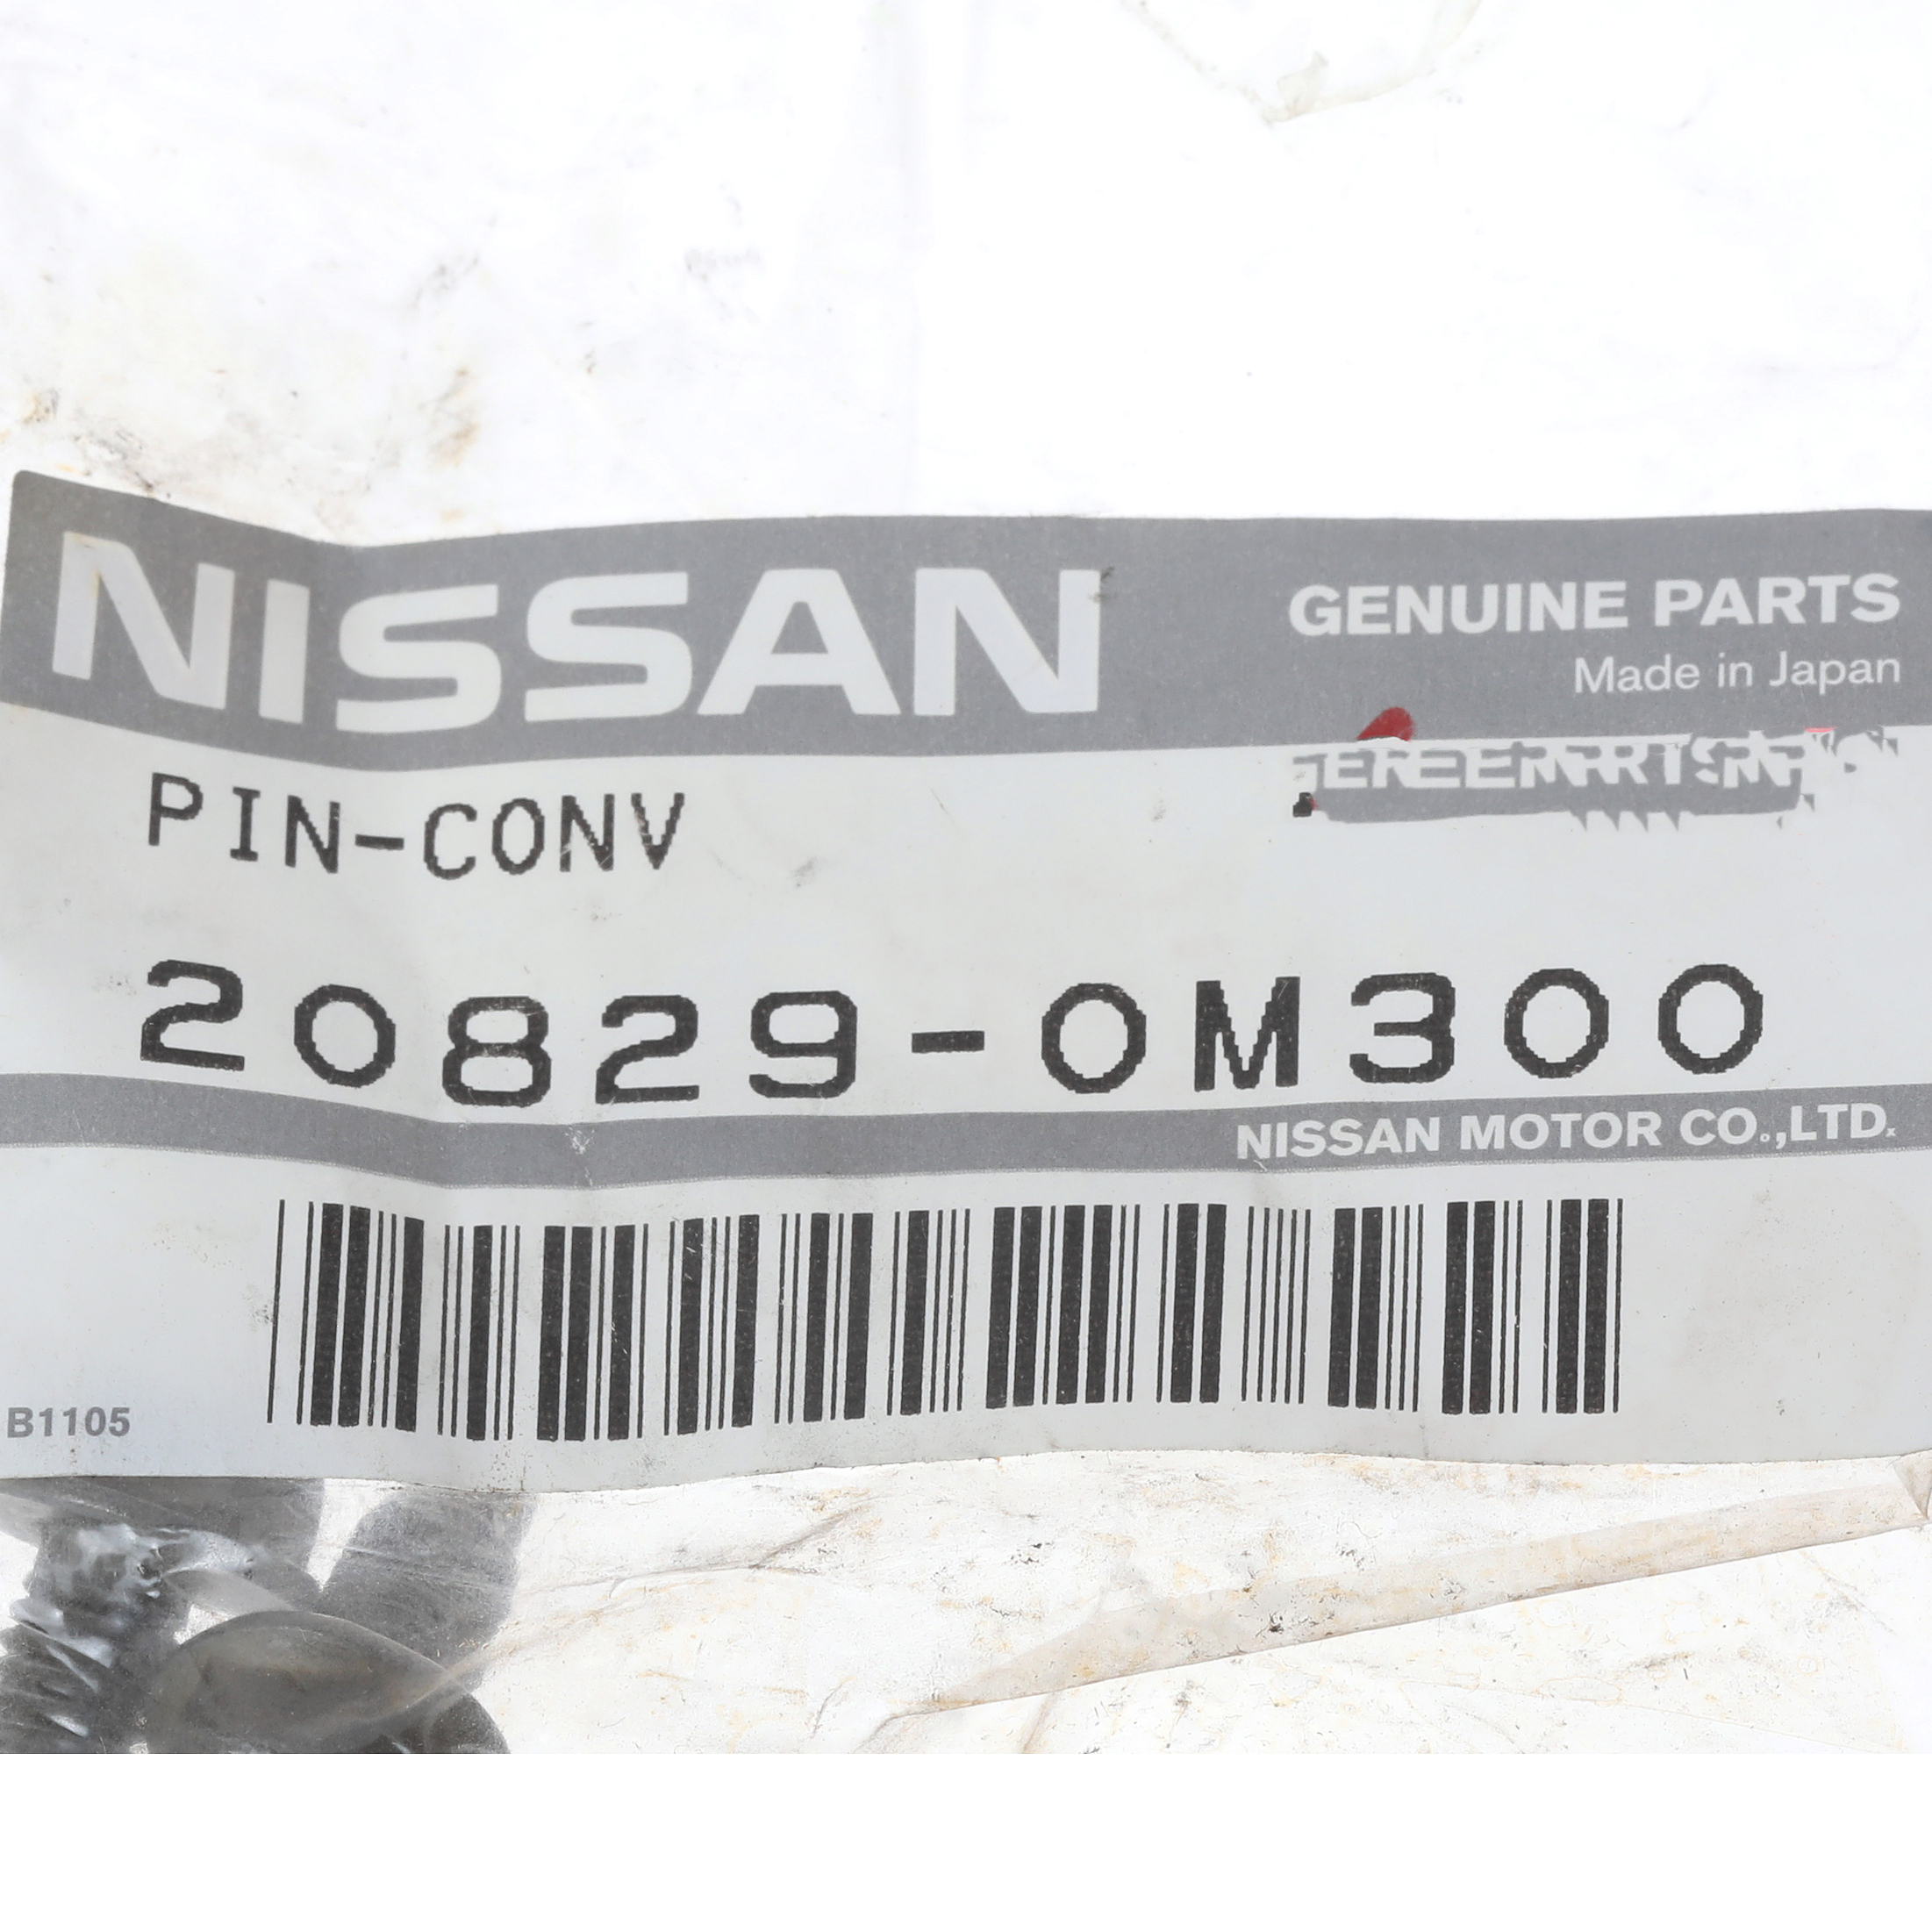 NISSAN
GENUINE PARTS
Made in Japan
PIN-CONV
20829-0M300
NISSAN MOTOR CO.,LTD.
B1105